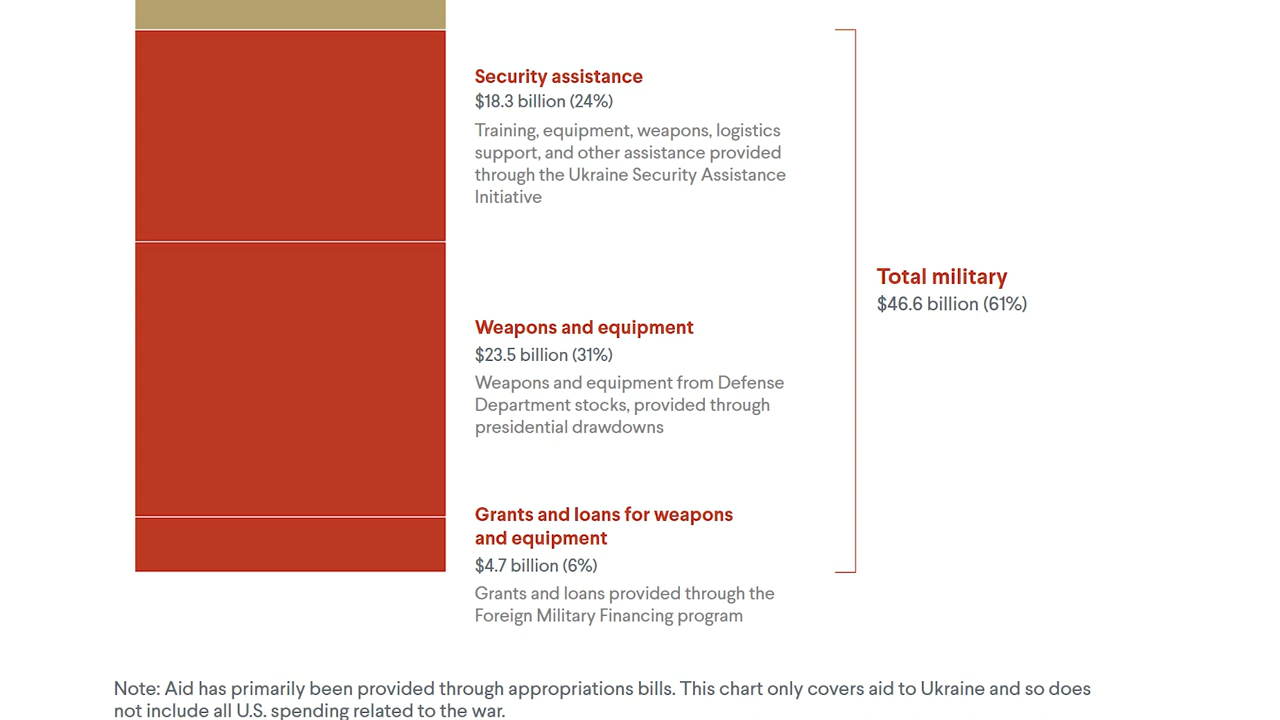 Security assistance
$18.3 billion (24%)
Training, equipment, weapons, logistics
support, and other assistance provided
through the Ukraine Security Assistance
Initiative
Total military
$46.6 billion (61%)
Weapons and equipment
$23.5 billion (31%)
Weapons and equipment from Defense
Department stocks, provided through
presidential drawdowns
Grants and loans for weapons
and equipment
$4.7 billion (6%)
Grants and loans provided through the
Foreign Military Financing program
Note: Aid has primarily been provided through appropriations bills. This chart only covers aid to Ukraine and so does
not include all U.S. spending related to the war.